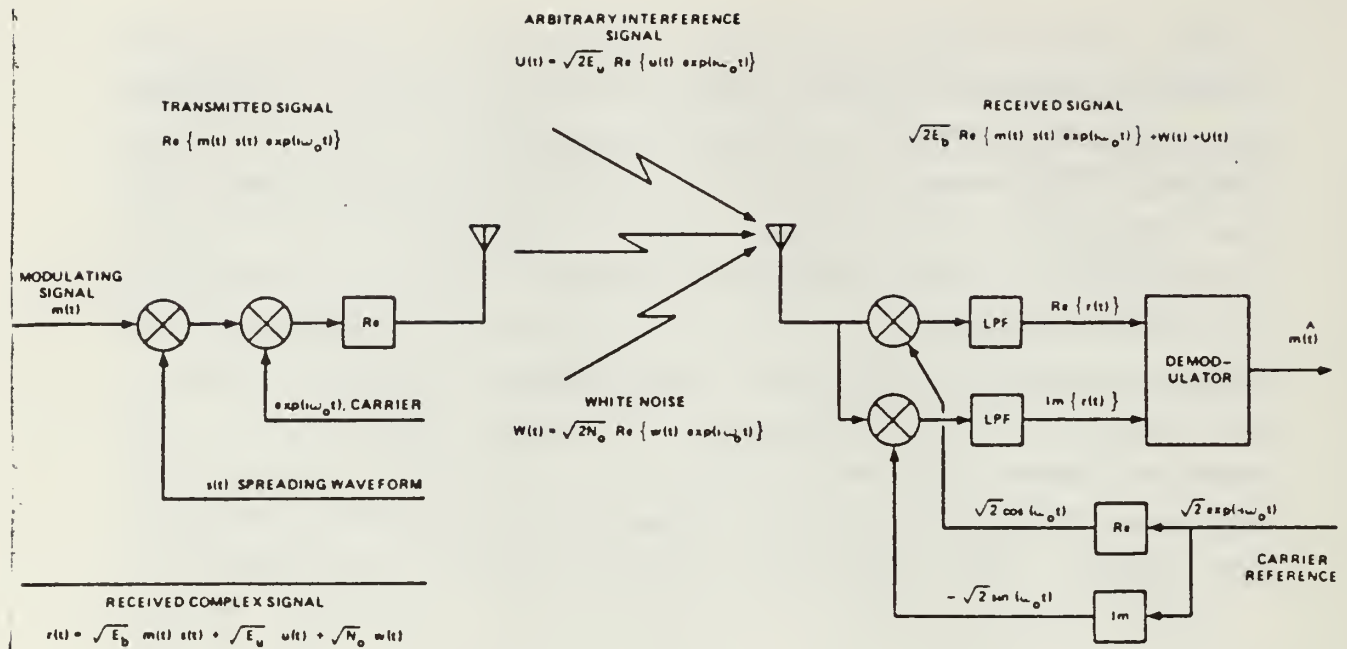 ARBITRARY INTERFERENCE
SIGNAL
U(t) = √2E_u Re {u(t) exp(iω_o t)}
TRANSMITTED SIGNAL
Re {m(t) s(t) exp(iω_o t)}
RECEIVED SIGNAL
√2E_b Re {m(t) s(t) exp(iω_o t)} +W(t) +U(t)
MODULATING
SIGNAL
m(t)
Re
exp(iω_o t), CARRIER
s(t) SPREADING WAVEFORM
WHITE NOISE
W(t) = √2N_o Re {w(t) exp(iω_o t)}
LPF
Re {r(t)}
LPF
Im {r(t)}
DEMOD-
ULATOR
m̂(t)
√2 cos (ω_o t)
Re
√2 exp(-iω_o t)
CARRIER
REFERENCE
- √2 sin (ω_o t)
Im
RECEIVED COMPLEX SIGNAL
r(t) = √E_b m(t) s(t) + √E_u u(t) + √N_o w(t)